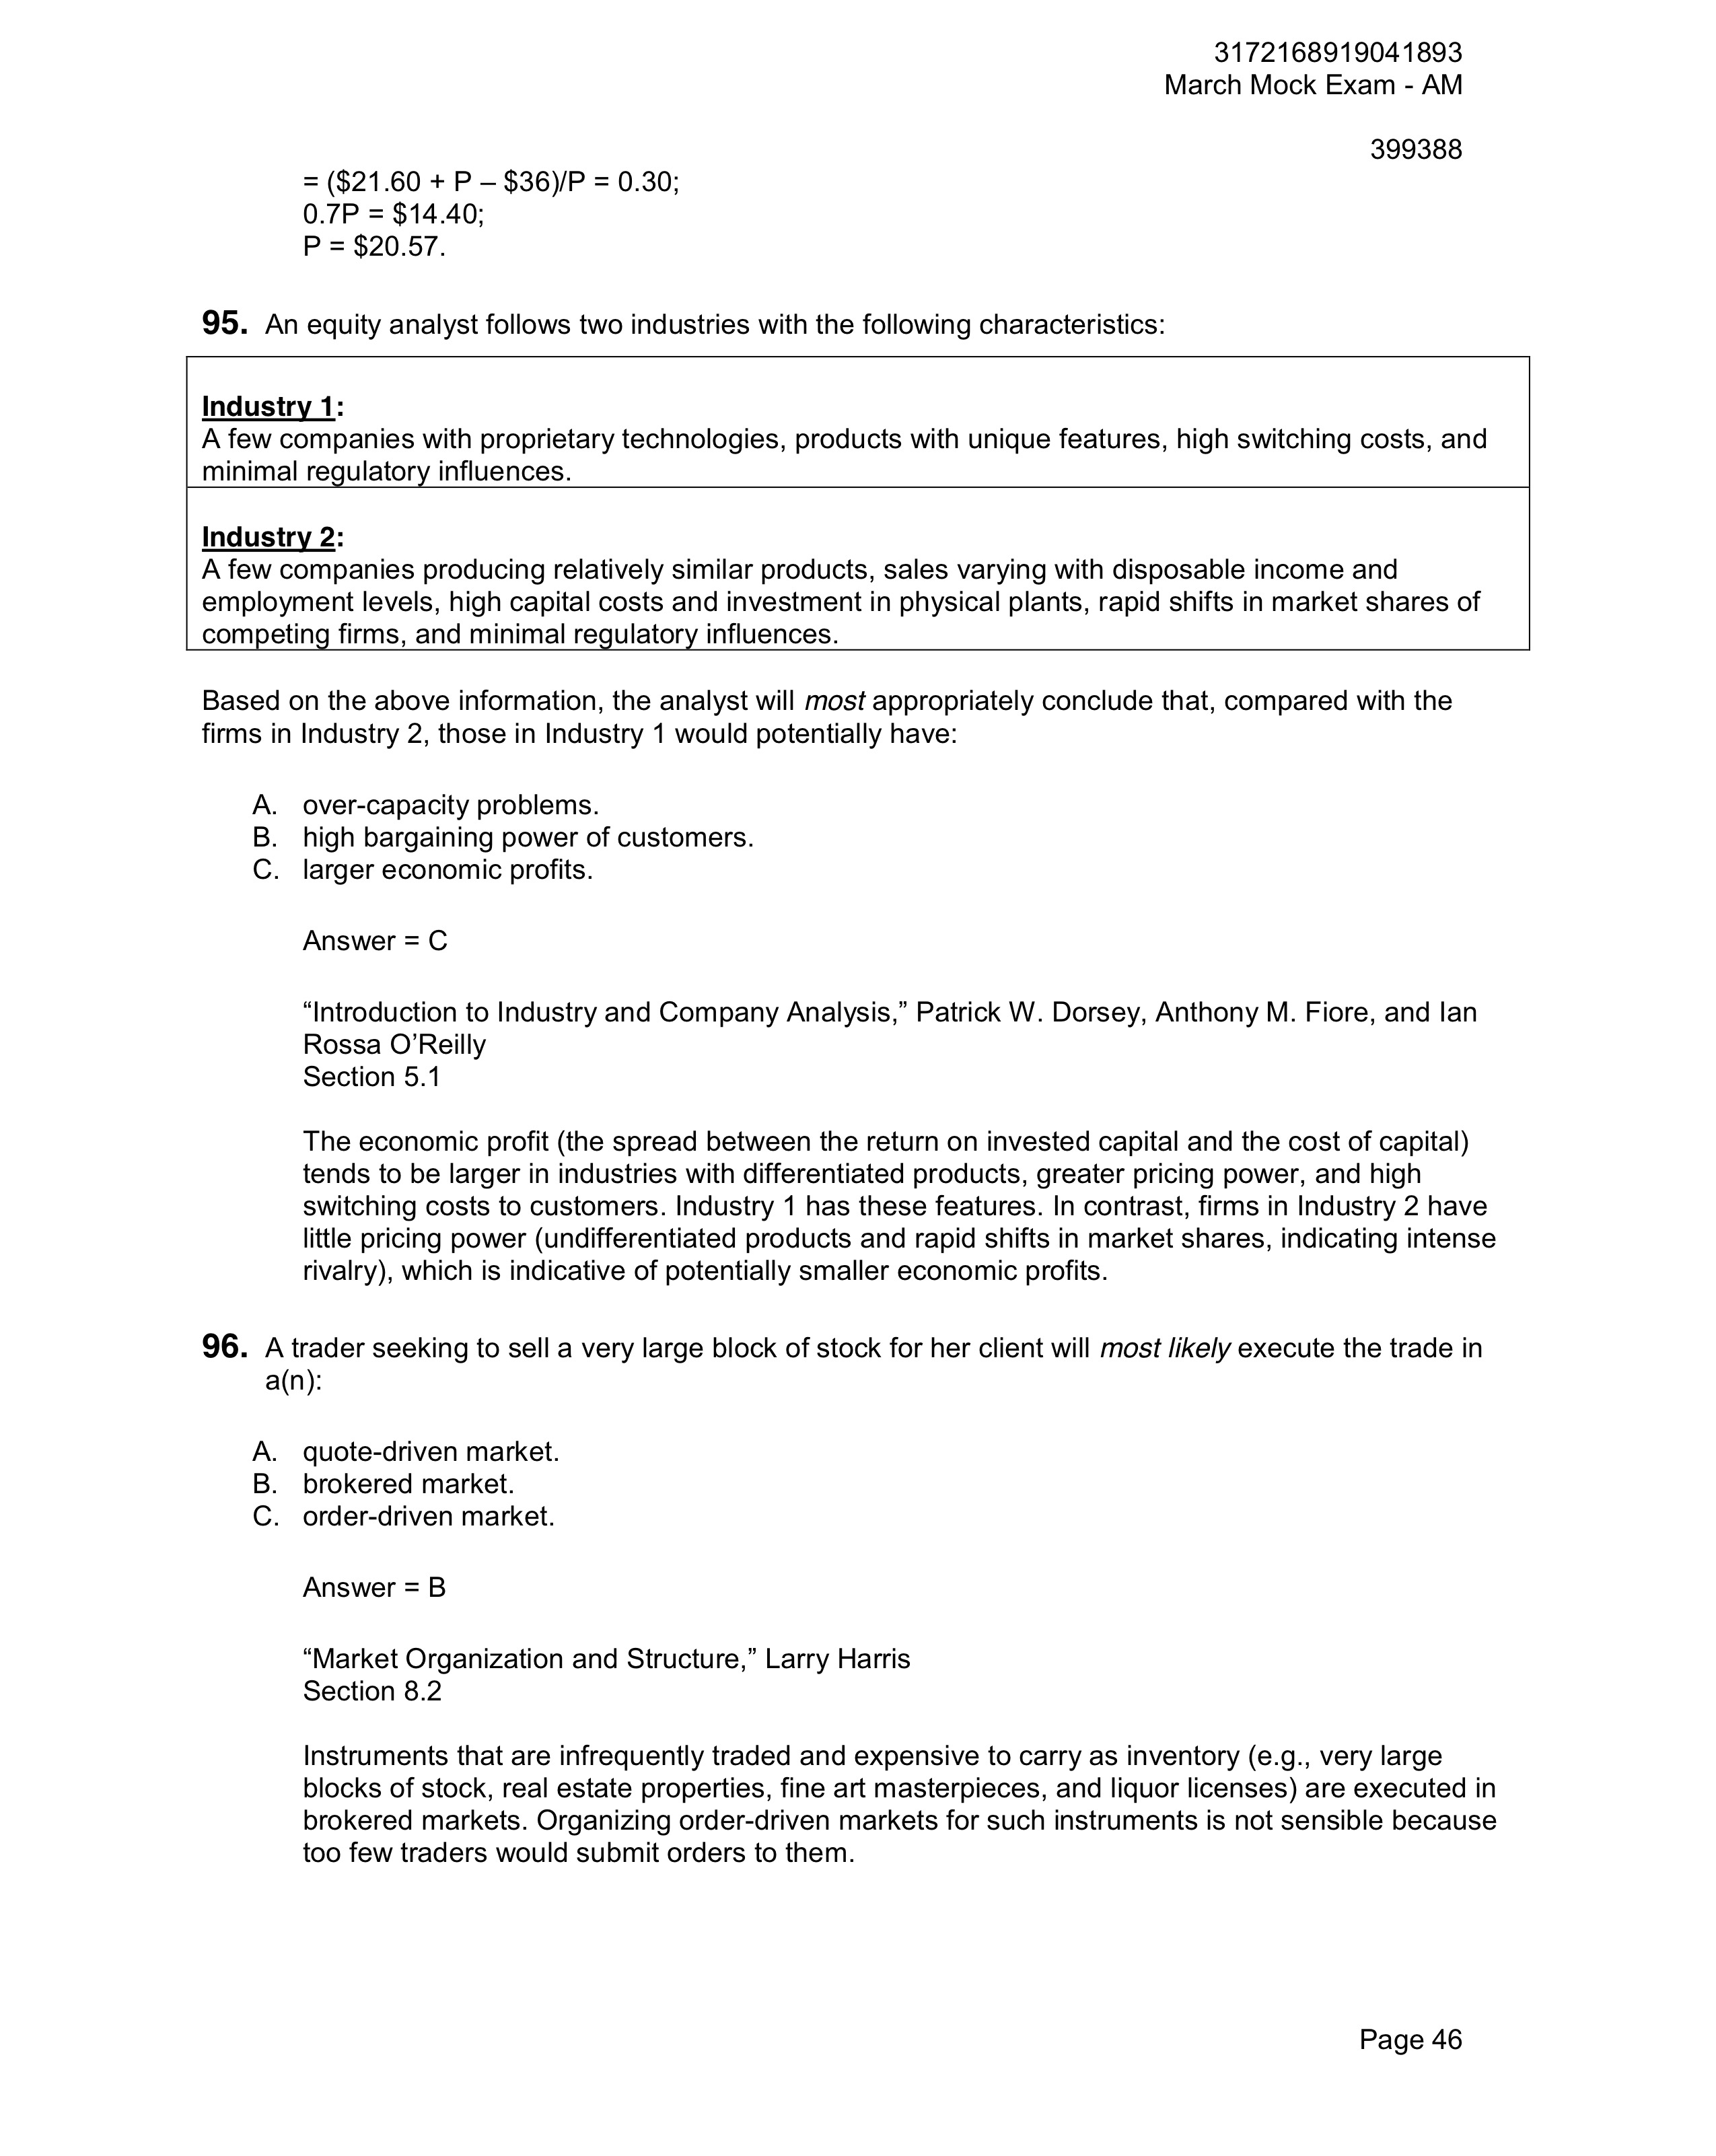 3172168919041893
March Mock Exam - AM
399388
= ($21.60 + P – $36)/P = 0.30;
0.7P = $14.40;
P = $20.57.
95. An equity analyst follows two industries with the following characteristics:
Industry 1:
A few companies with proprietary technologies, products with unique features, high switching costs, and
minimal regulatory influences.
Industry 2:
A few companies producing relatively similar products, sales varying with disposable income and
employment levels, high capital costs and investment in physical plants, rapid shifts in market shares of
competing firms, and minimal regulatory influences.
Based on the above information, the analyst will most appropriately conclude that, compared with the
firms in Industry 2, those in Industry 1 would potentially have:
A. over-capacity problems.
B. high bargaining power of customers.
C. larger economic profits.
Answer = C
“Introduction to Industry and Company Analysis,” Patrick W. Dorsey, Anthony M. Fiore, and Ian
Rossa O’Reilly
Section 5.1
The economic profit (the spread between the return on invested capital and the cost of capital)
tends to be larger in industries with differentiated products, greater pricing power, and high
switching costs to customers. Industry 1 has these features. In contrast, firms in Industry 2 have
little pricing power (undifferentiated products and rapid shifts in market shares, indicating intense
rivalry), which is indicative of potentially smaller economic profits.
96. A trader seeking to sell a very large block of stock for her client will most likely execute the trade in
a(n):
A. quote-driven market.
B. brokered market.
C. order-driven market.
Answer = B
“Market Organization and Structure,” Larry Harris
Section 8.2
Instruments that are infrequently traded and expensive to carry as inventory (e.g., very large
blocks of stock, real estate properties, fine art masterpieces, and liquor licenses) are executed in
brokered markets. Organizing order-driven markets for such instruments is not sensible because
too few traders would submit orders to them.
Page 46